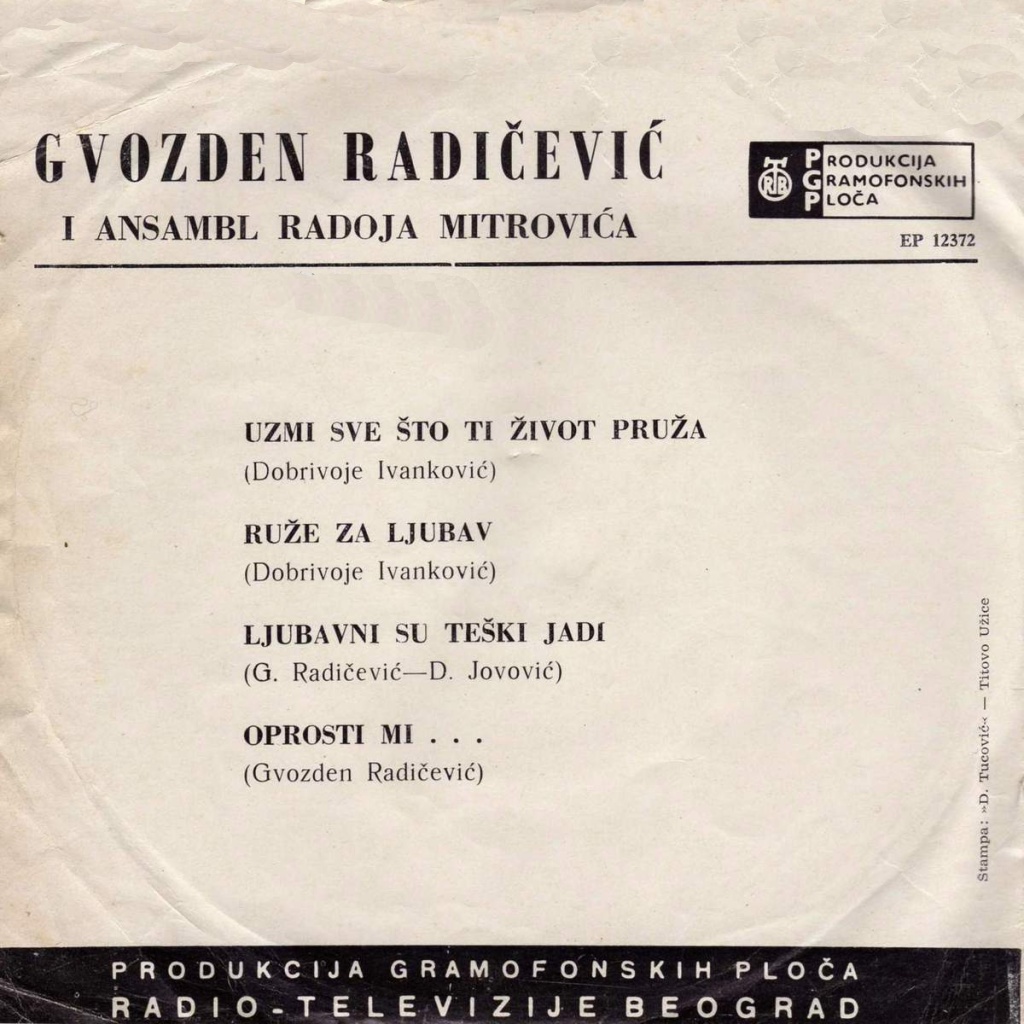 GVOZDEN RADIČEVIĆ
I ANSAMBL RADOJA MITROVIĆA
RTB
PRODUKCIJA
GRAMOFONSKIH
PLOČA
EP 12372
UZMI SVE ŠTO TI ŽIVOT PRUŽA
(Dobrivoje Ivanković)
RUŽE ZA LJUBAV
(Dobrivoje Ivanković)
LJUBAVNI SU TEŠKI JADI
(G. Radičević—D. Jovović)
OPROSTI MI . . .
(Gvozden Radičević)
Štampa: »D. Tucović« — Titovo Užice
PRODUKCIJA GRAMOFONSKIH PLOČA
RADIO-TELEVIZIJE BEOGRAD